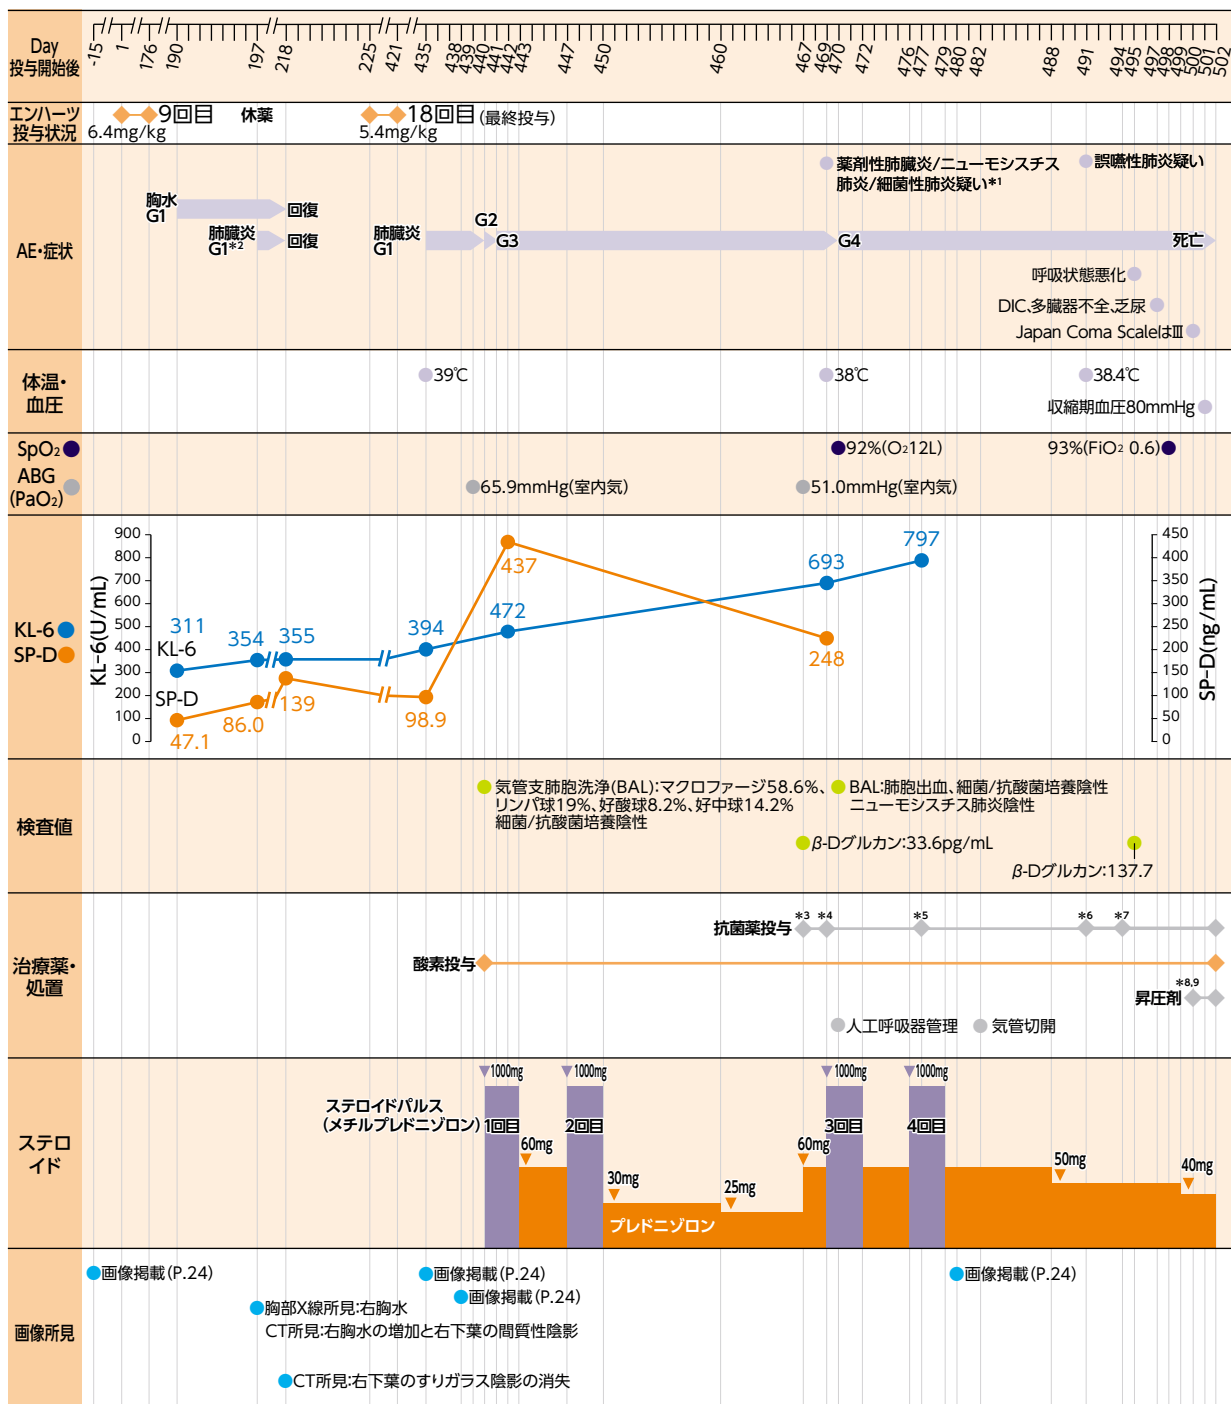 Day
投与開始後
-15 1 176 190 197 218 225 421 435 438 439 440 441 442 443 447 450 460 467 469 470 472 476 477 479 480 482 488 491 494 495 497 498 499 500 501 502
エンハーツ
投与状況
9回目
6.4mg/kg
休薬
18回目(最終投与)
5.4mg/kg
AE・症状
薬剤性肺臓炎/ニューモシスチス
肺炎/細菌性肺炎疑い*1
誤嚥性肺炎疑い
胸水
G1
回復
肺臓炎
G1*2
回復
肺臓炎
G1
G2
G3
G4
死亡
呼吸状態悪化
DIC、多臓器不全、乏尿
Japan Coma ScaleはⅢ
体温・
血圧
39℃
38℃
38.4℃
収縮期血圧80mmHg
SpO2
92%(O2 12L)
93%(FiO2 0.6)
ABG
(PaO2)
65.9mmHg(室内気)
51.0mmHg(室内気)
KL-6
SP-D
KL-6(U/mL)
900
800
700
600
500
400
300
200
100
0
311
354
355
394
472
693
797
KL-6
SP-D
47.1
86.0
139
98.9
437
248
SP-D(ng/mL)
450
400
350
300
250
200
150
100
50
0
検査値
気管支肺胞洗浄(BAL):マクロファージ58.6%、
リンパ球19%、好酸球8.2%、好中球14.2%
細菌/抗酸菌培養陰性
BAL:肺胞出血、細菌/抗酸菌培養陰性
ニューモシスチス肺炎陰性
β-Dグルカン:33.6pg/mL
β-Dグルカン:137.7
治療薬・
処置
抗菌薬投与
*3
*4
*5
*6
*7
酸素投与
昇圧剤
*8,9
人工呼吸器管理
気管切開
ステロ
イド
ステロイドパルス
(メチルプレドニゾロン)
1000mg
1000mg
1000mg
1000mg
1回目
2回目
3回目
4回目
60mg
30mg
25mg
60mg
50mg
40mg
プレドニゾロン
画像所見
画像掲載(P.24)
画像掲載(P.24)
画像掲載(P.24)
画像掲載(P.24)
胸部X線所見:右胸水
CT所見:右胸水の増加と右下葉の間質性陰影
CT所見:右下葉のすりガラス陰影の消失